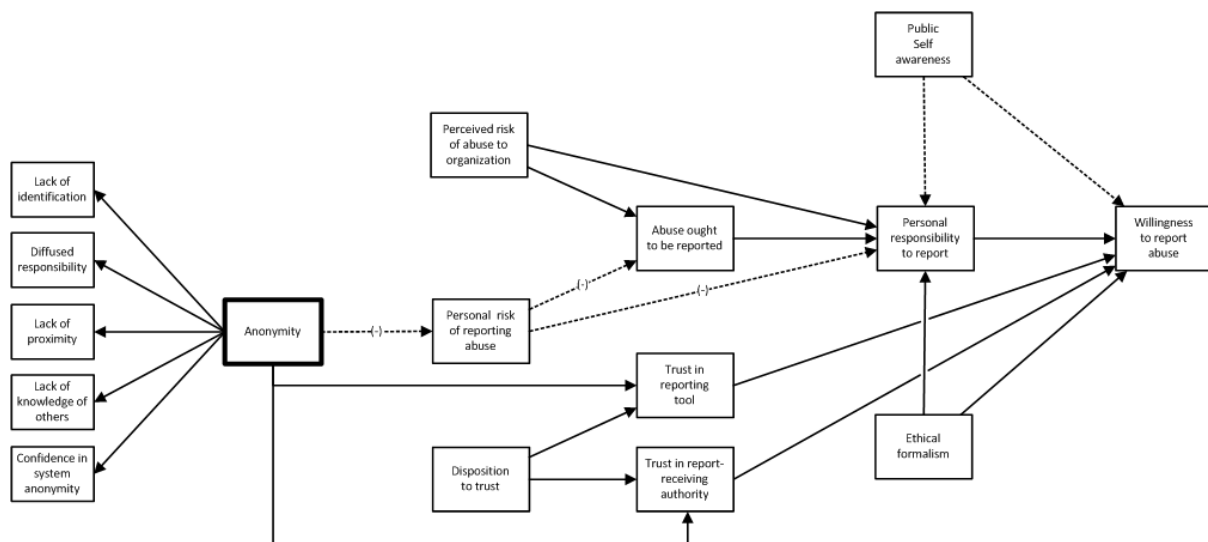 Public
Self
awareness
Perceived risk
of abuse to
organization
Lack of
identification
Abuse ought
to be reported
Personal
responsibility
to report
Willingness
to report
abuse
Diffused
responsibility
(-)
(-)
Lack of
proximity
Anonymity
(-)
Personal risk
of reporting
abuse
Lack of
knowledge of
others
Trust in
reporting
tool
Ethical
formalism
Confidence in
system
anonymity
Disposition
to trust
Trust in report-
receiving
authority